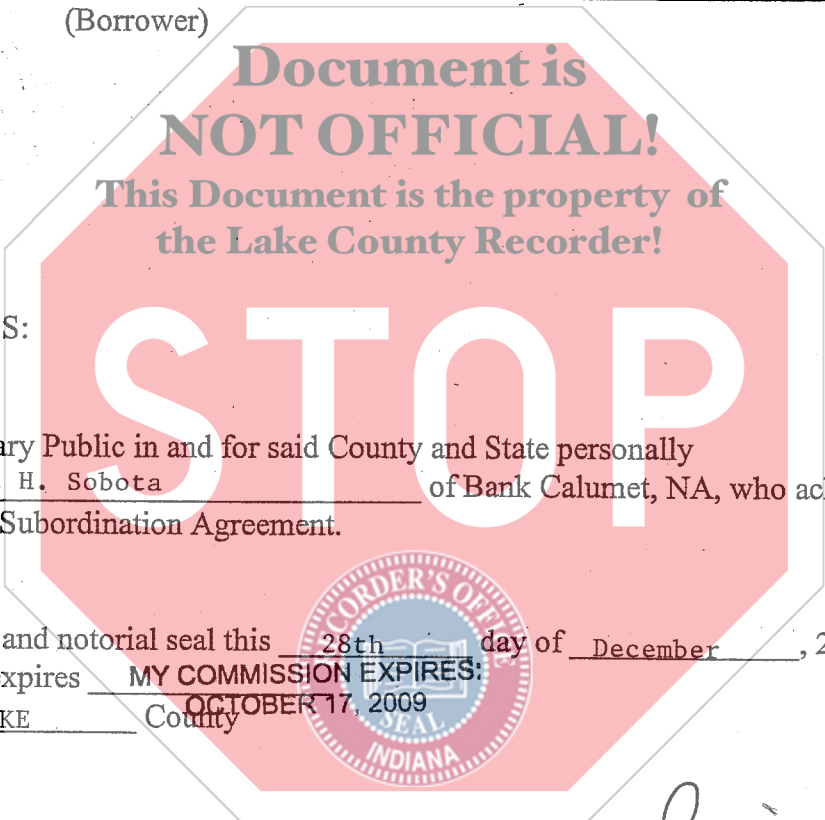 (Borrower)
Document is
NOT OFFICIAL!
This Document is the property of
the Lake County Recorder!
S:
STOP
ary Public in and for said County and State personally
H. Sobota of Bank Calumet, NA, who ac
Subordination Agreement.
RECORDER'S OFFICE
and notorial seal this 28th day of December, 2
xpires MY COMMISSION EXPIRES:
OCTOBER 17, 2009
KE County
SEAL
INDIANA